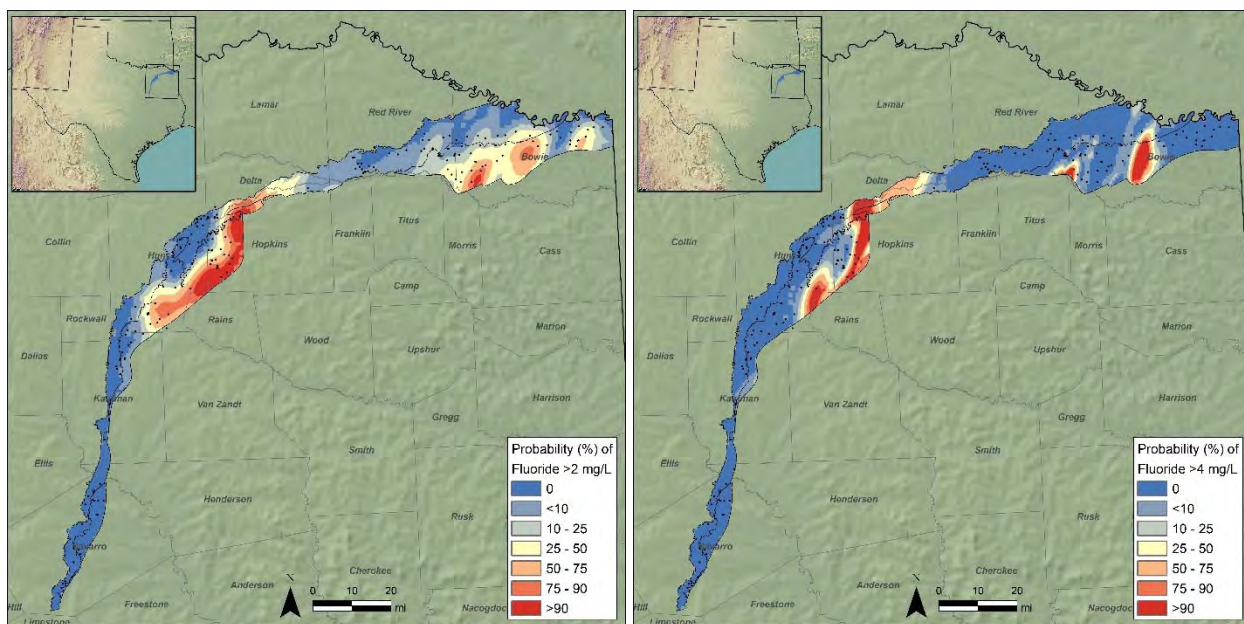 Lamar
Red River
Bowie
Delta
Titus
Hopkins
Franklin
Morris
Cass
Collin
Hunt
Camp
Rockwall
Rains
Marion
Wood
Upshur
Dallas
Kaufman
Van Zandt
Harrison
Gregg
Smith
Ellis
Henderson
Rusk
Navarro
Cherokee
Anderson
Hill
Freestone
Limestone
Nacogdoc
N
0 10 20
mi
Probability (%) of
Fluoride >2 mg/L
0
<10
10 - 25
25 - 50
50 - 75
75 - 90
>90
Lamar
Red River
Bowie
Delta
Titus
Hopkins
Franklin
Morris
Cass
Collin
Hunt
Camp
Rockwall
Rains
Marion
Wood
Upshur
Dallas
Kaufman
Van Zandt
Harrison
Gregg
Smith
Ellis
Henderson
Rusk
Navarro
Cherokee
Anderson
Hill
Freestone
Limestone
Nacogdoc
N
0 10 20
mi
Probability (%) of
Fluoride >4 mg/L
0
<10
10 - 25
25 - 50
50 - 75
75 - 90
>90